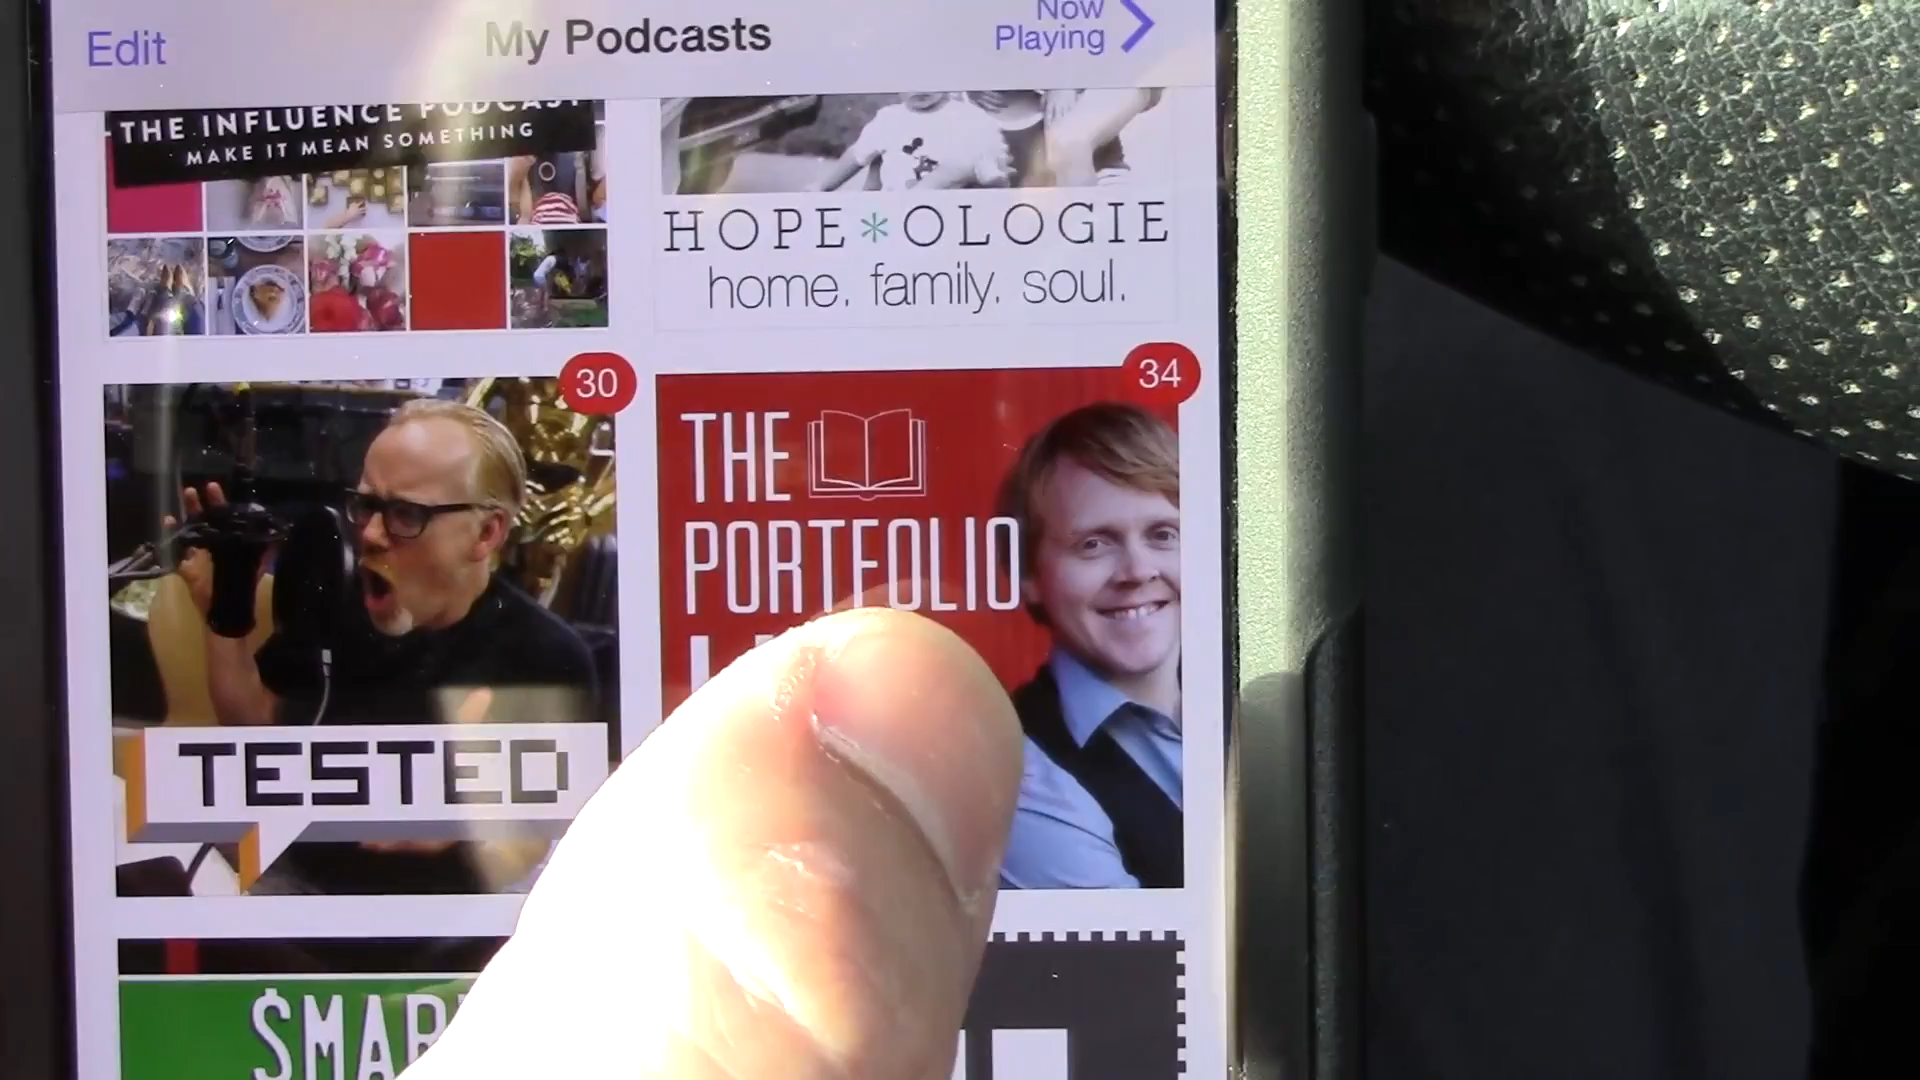 Edit
My Podcasts
Now
Playing
THE INFLUENCE PODCAST
MAKE IT MEAN SOMETHING
HOPE*OLOGIE
home. family. soul.
30
34
THE
PORTFOLIO
TESTED